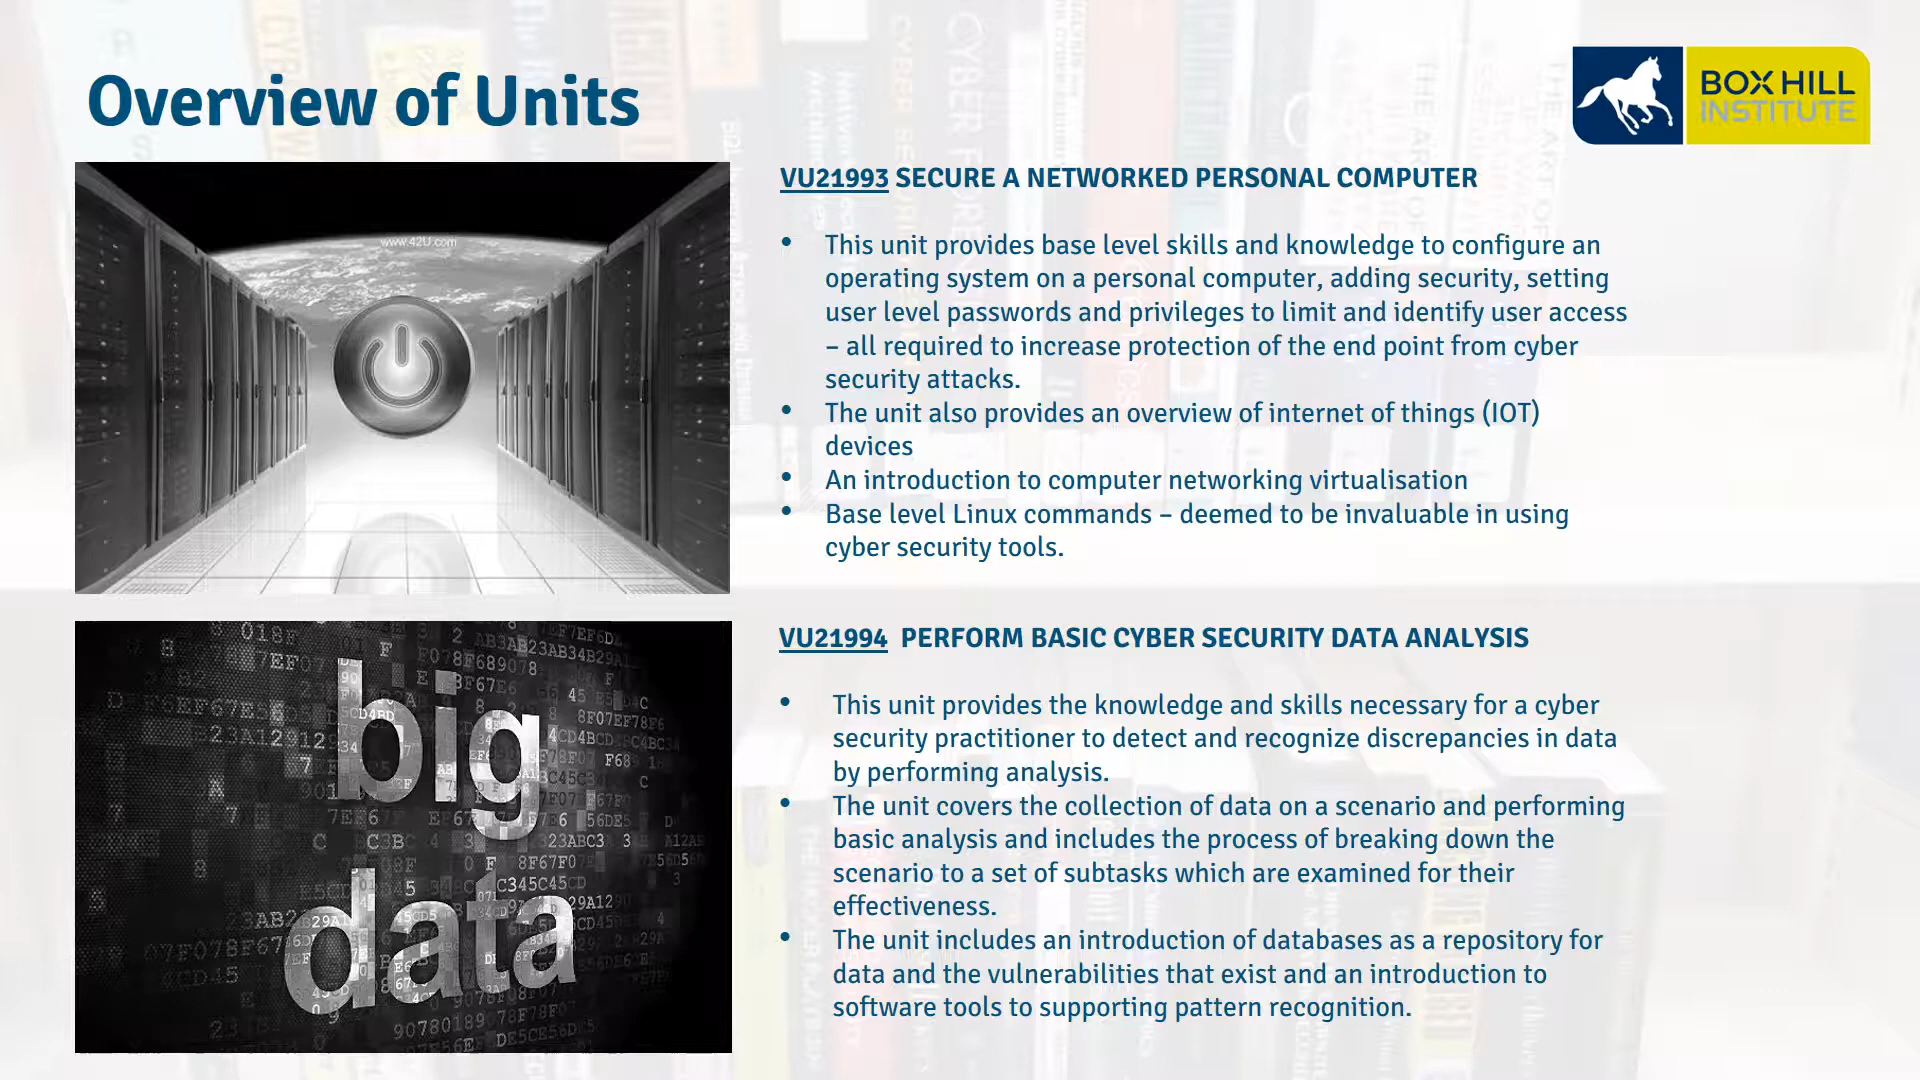 Overview of Units
BOX HILL
INSTITUTE
www.42U.com
VU21993 SECURE A NETWORKED PERSONAL COMPUTER
• This unit provides base level skills and knowledge to configure an
operating system on a personal computer, adding security, setting
user level passwords and privileges to limit and identify user access
– all required to increase protection of the end point from cyber
security attacks.
• The unit also provides an overview of internet of things (IOT)
devices
• An introduction to computer networking virtualisation
• Base level Linux commands – deemed to be invaluable in using
cyber security tools.
big
data
VU21994 PERFORM BASIC CYBER SECURITY DATA ANALYSIS
• This unit provides the knowledge and skills necessary for a cyber
security practitioner to detect and recognize discrepancies in data
by performing analysis.
• The unit covers the collection of data on a scenario and performing
basic analysis and includes the process of breaking down the
scenario to a set of subtasks which are examined for their
effectiveness.
• The unit includes an introduction of databases as a repository for
data and the vulnerabilities that exist and an introduction to
software tools to supporting pattern recognition.